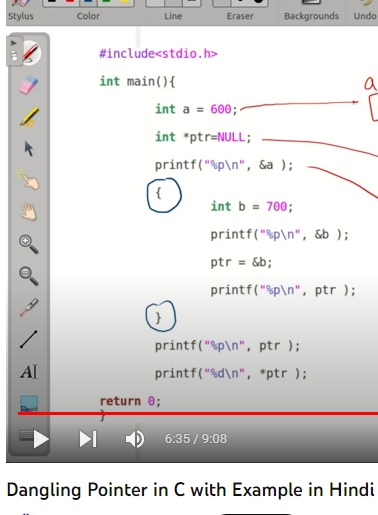 Stylus Color Line Eraser Backgrounds Undo
#include<stdio.h>
int main(){
int a = 600;
a
int *ptr=NULL;
printf("%p\n", &a );
{
int b = 700;
printf("%p\n", &b );
ptr = &b;
printf("%p\n", ptr );
}
printf("%p\n", ptr );
printf("%d\n", *ptr );
return 0;
}
AI
6:35 / 9:08
Dangling Pointer in C with Example in Hindi